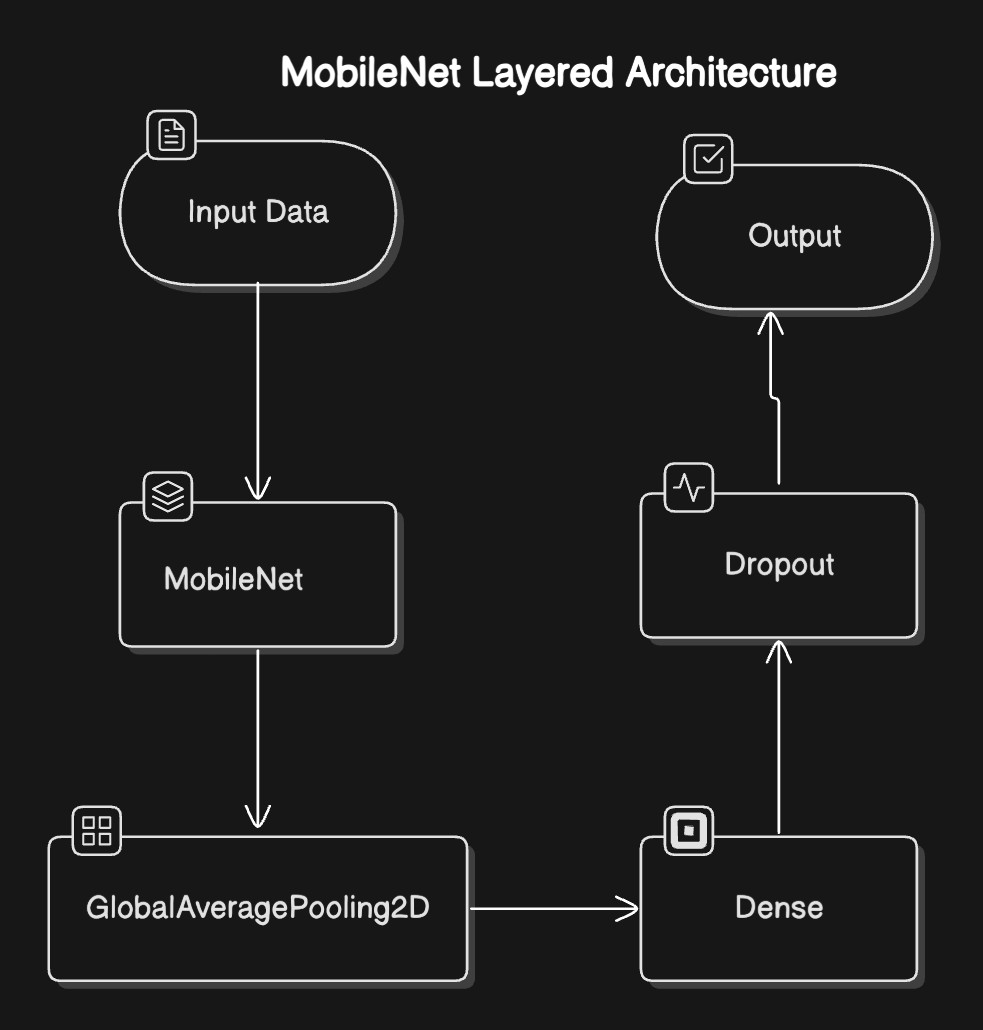 MobileNet Layered Architecture
Input Data
MobileNet
GlobalAveragePooling2D
Dense
Dropout
Output